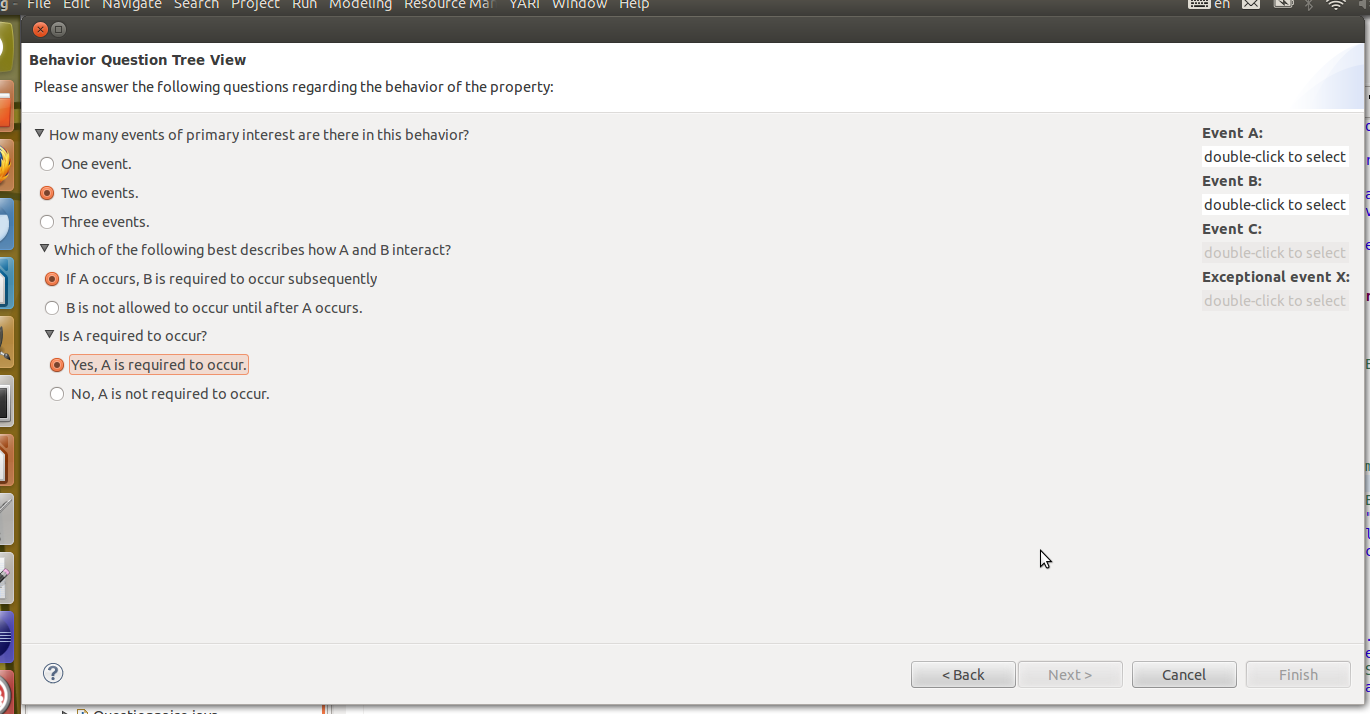 File Edit Navigate Search Project Run Modeling Resource Mar YARI Window Help en
Behavior Question Tree View
Please answer the following questions regarding the behavior of the property:
How many events of primary interest are there in this behavior?
One event.
Two events.
Three events.
Which of the following best describes how A and B interact?
If A occurs, B is required to occur subsequently
B is not allowed to occur until after A occurs.
Is A required to occur?
Yes, A is required to occur.
No, A is not required to occur.
Event A:
double-click to select
Event B:
double-click to select
Event C:
double-click to select
Exceptional event X:
double-click to select
?
< Back Next > Cancel Finish